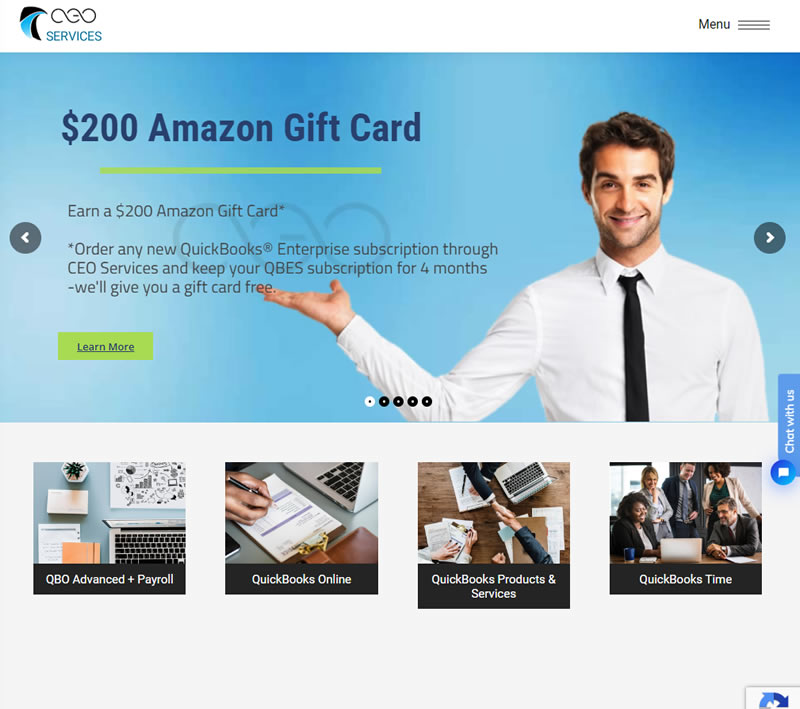 CEO
SERVICES
Menu
$200 Amazon Gift Card
Earn a $200 Amazon Gift Card*
*Order any new QuickBooks® Enterprise subscription through
CEO Services and keep your QBES subscription for 4 months
-we'll give you a gift card free.
Learn More
Chat with us
QBO Advanced + Payroll
QuickBooks Online
QuickBooks Products &
Services
QuickBooks Time